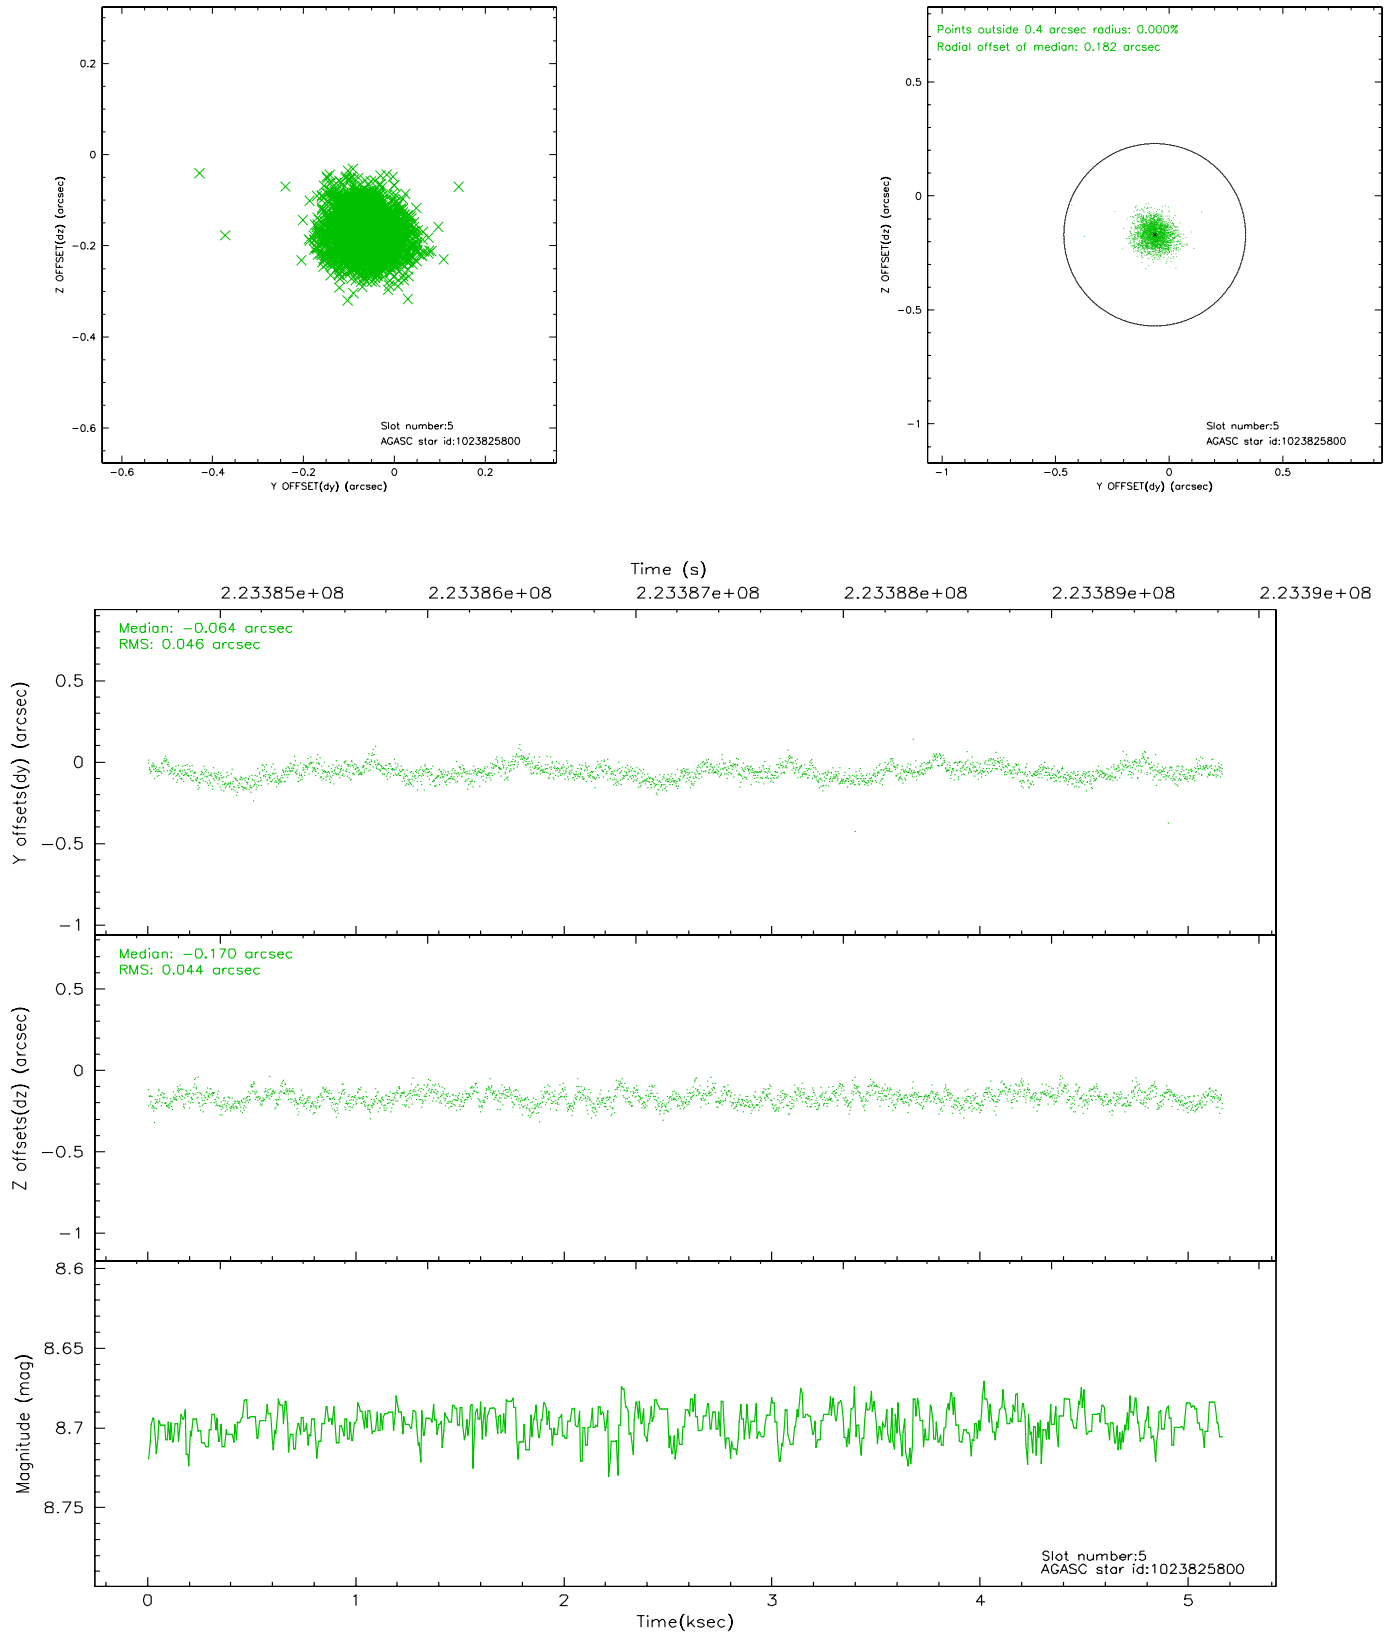 0.2
0
−0.2
−0.4
−0.6
Z OFFSET(dz) (arcsec)
Slot number:5
AGASC star id:1023825800
−0.6
−0.4
−0.2
0
0.2
Y OFFSET(dy) (arcsec)
Points outside 0.4 arcsec radius: 0.000%
Radial offset of median: 0.182 arcsec
0.5
0
−0.5
−1
Z OFFSET(dz) (arcsec)
Slot number:5
AGASC star id:1023825800
−1
−0.5
0
0.5
Y OFFSET(dy) (arcsec)
Time (s)
2.23385e+08
2.23386e+08
2.23387e+08
2.23388e+08
2.23389e+08
2.2339e+08
Median: −0.064 arcsec
RMS: 0.046 arcsec
0.5
0
−0.5
−1
Y offsets(dy) (arcsec)
Median: −0.170 arcsec
RMS: 0.044 arcsec
0.5
0
−0.5
−1
Z offsets(dz) (arcsec)
8.6
8.65
8.7
8.75
Magnitude (mag)
Slot number:5
AGASC star id:1023825800
0
1
2
3
4
5
Time(ksec)